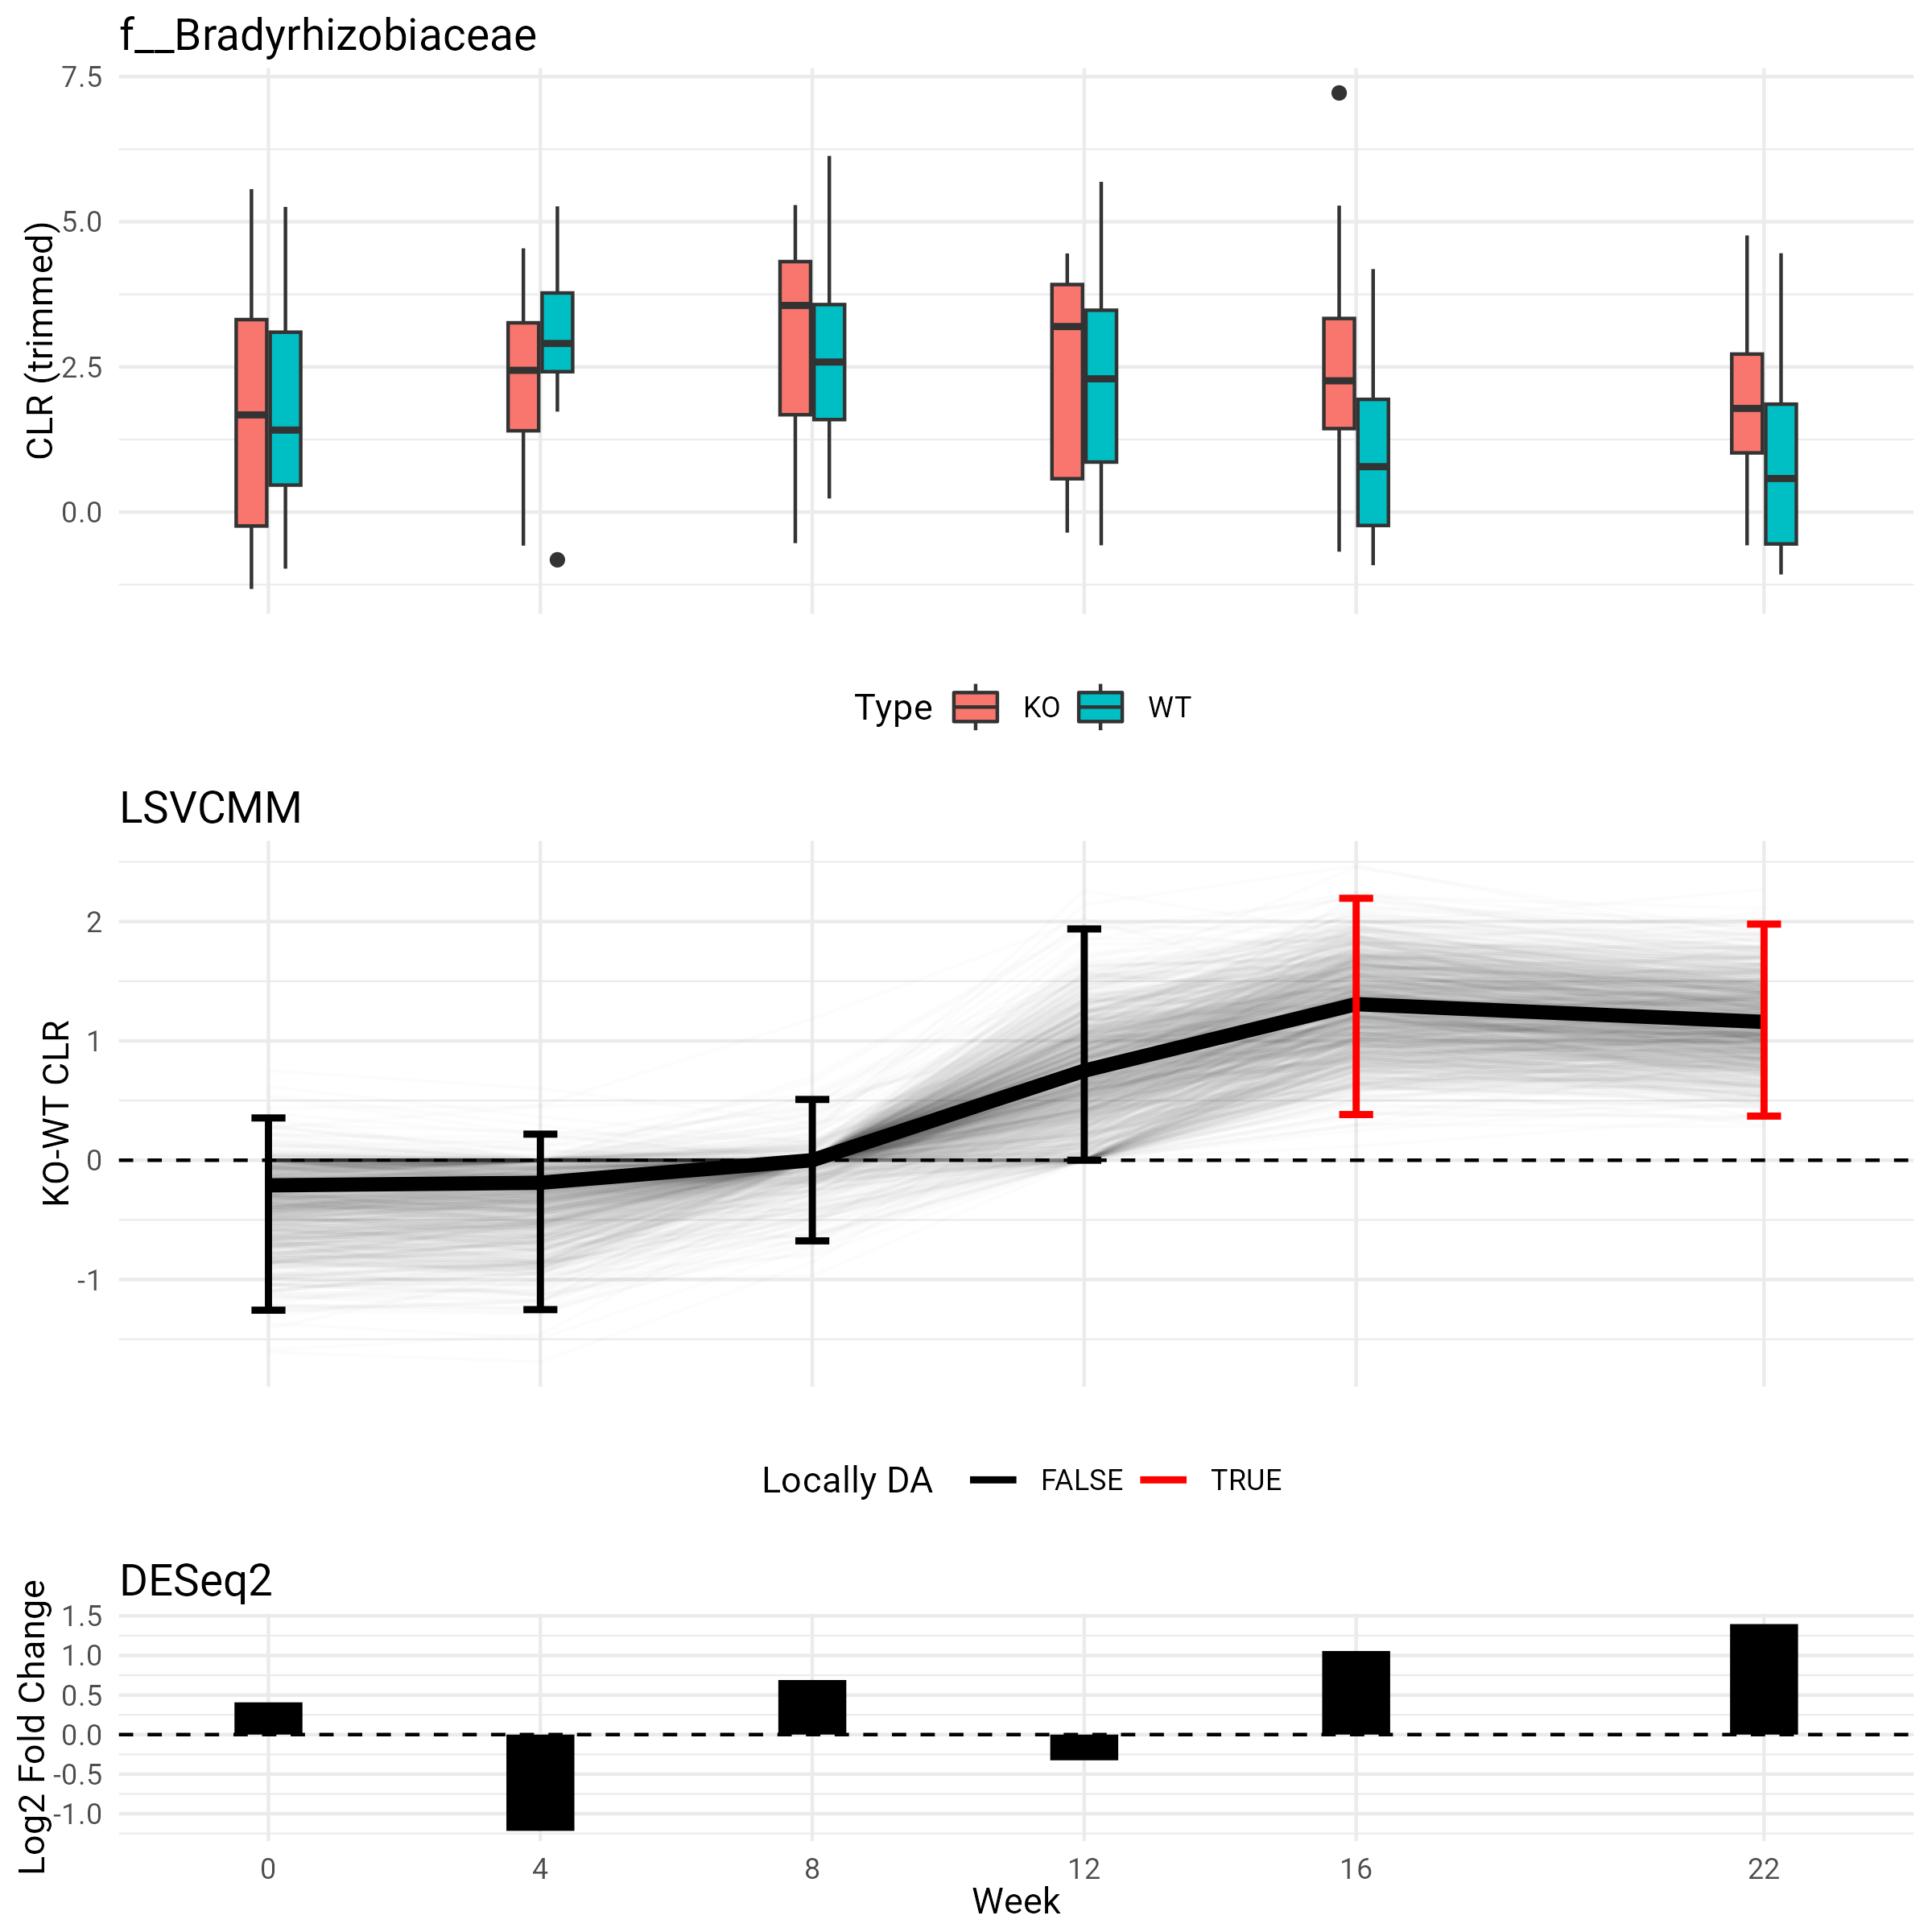 f__Bradyrhizobiaceae
CLR (trimmed)
7.5
5.0
2.5
0.0
Type KO WT
LSVCMM
KO-WT CLR
2
1
0
-1
Locally DA FALSE TRUE
DESeq2
Log2 Fold Change
1.5
1.0
0.5
0.0
-0.5
-1.0
0 4 8 12 16 22
Week